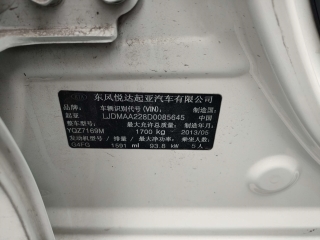 东风悦达起亚汽车有限公司
品牌: 车辆识别代号(VIN): 制造国:
起亚 LJDMAA228D0085645 中国
整车型号: 最大允许总质量: 制造年月:
YQZ7169M 1700 kg 2013/05
发动机型号: 发动机排量: 最大净功率: 乘坐人数:
G4FG 1591 ml 93.8 kW 5人